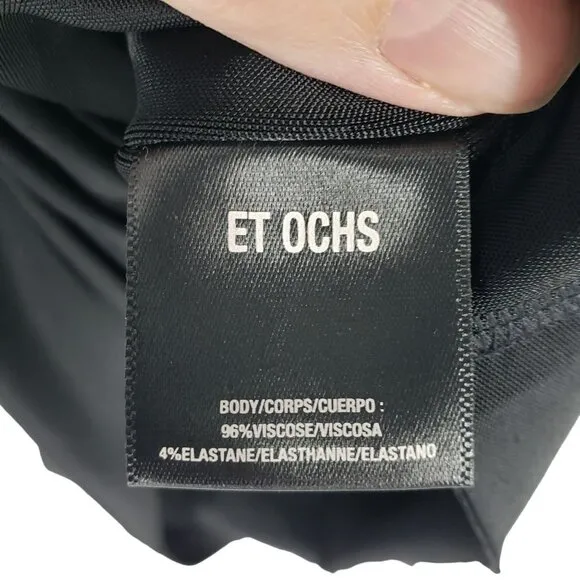 ET OCHS
BODY/CORPS/CUERPO :
96%VISCOSE/VISCOSA
4%ELASTANE/ELASTHANNE/ELASTANO